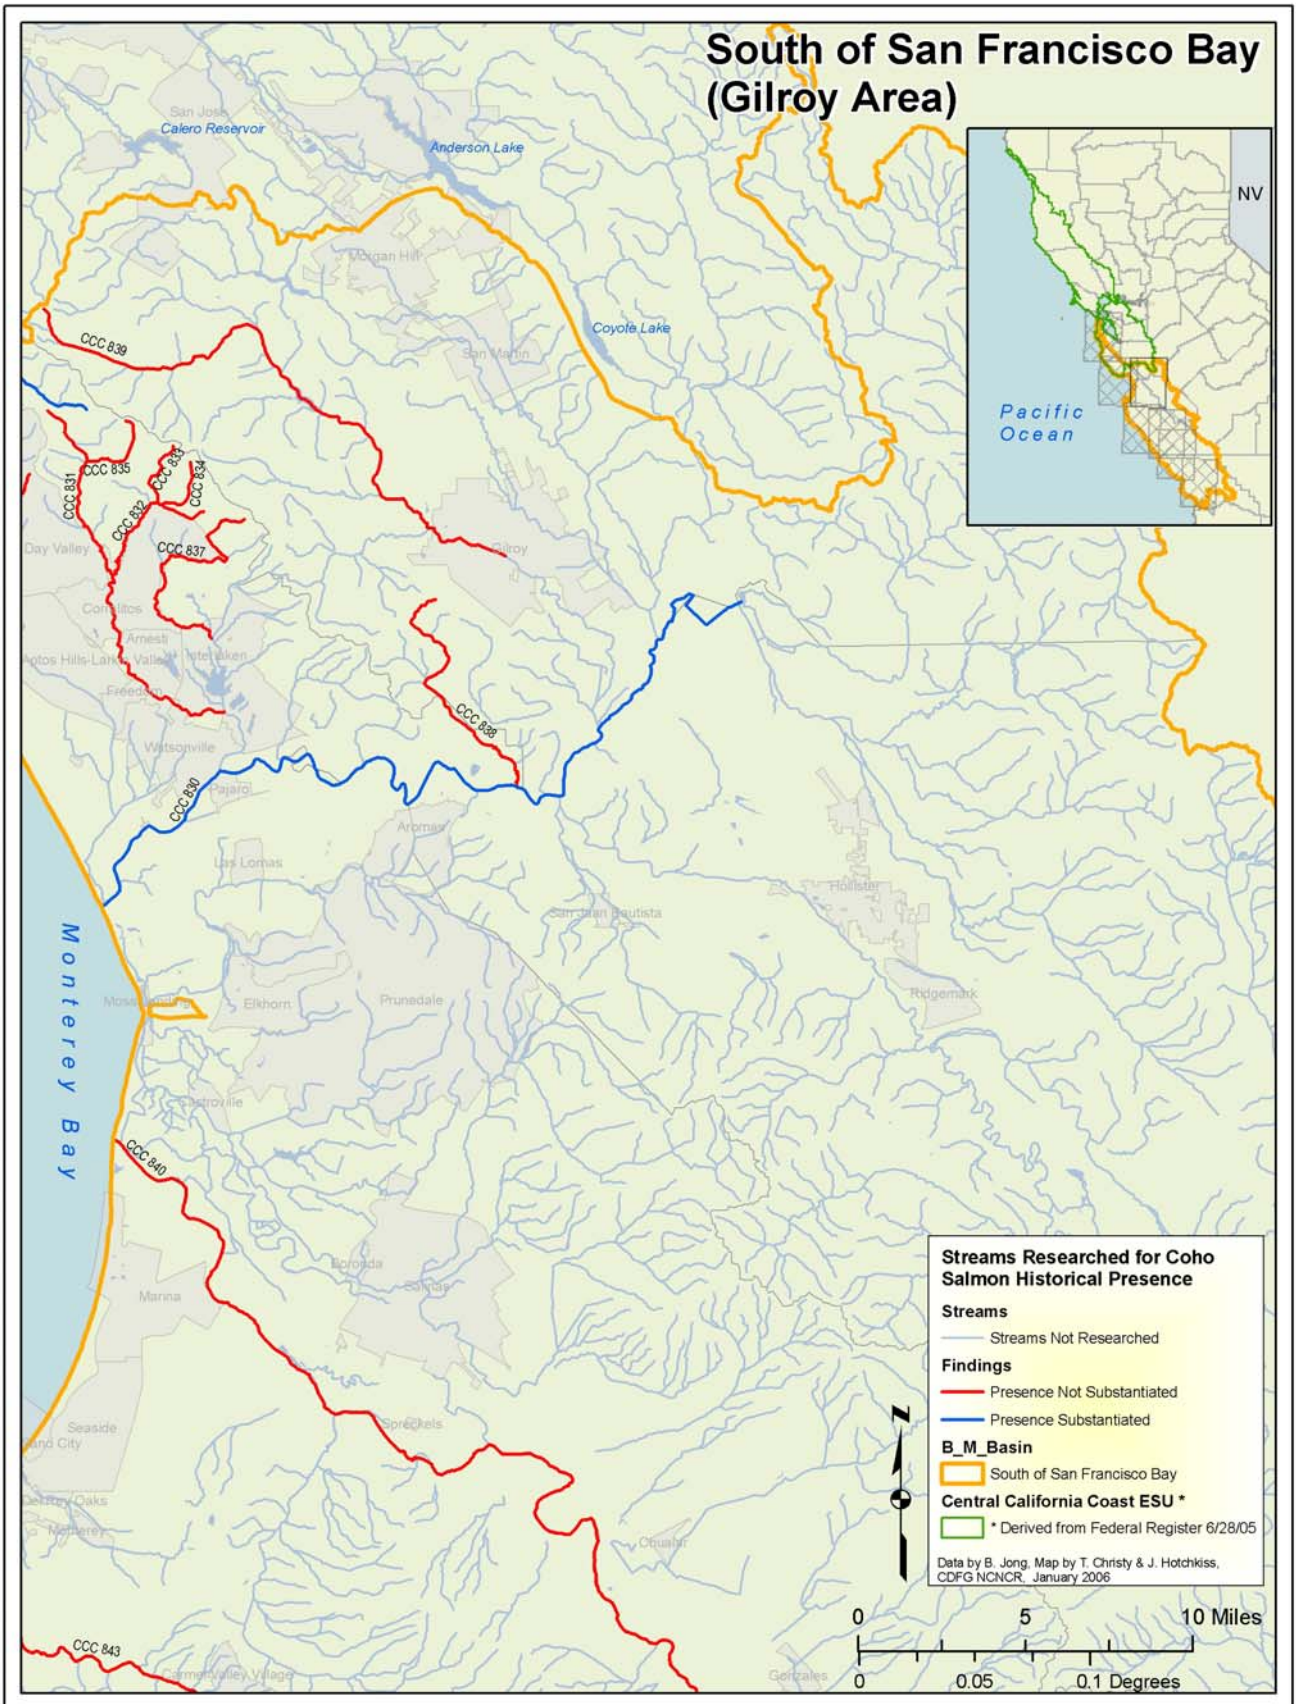 South of San Francisco Bay
(Gilroy Area)
San Jose
Calero Reservoir
Anderson Lake
NV
Morgan Hill
Coyote Lake
CCC 839
San Martin
Pacific
Ocean
CCC 835
CCC 833
CCC 834
CCC 831
CCC 832
CCC 837
Day Valley
Gilroy
Corralitos
Amesti
Aptos Hills-Larkin Valley
Interlaken
Freedom
CCC 838
Watsonville
CCC 830
Pajaro
Aromas
Las Lomas
Hollister
San Juan Bautista
Monterey Bay
Moss Landing
Elkhorn
Prunedale
Ridgemark
Castroville
CCC 840
Boronda
Salinas
Marina
Seaside
Sand City
Spreckels
Del Rey Oaks
Monterey
Chualar
CCC 843
Carmel Valley Village
Gonzales
Streams Researched for Coho
Salmon Historical Presence
Streams
Streams Not Researched
Findings
Presence Not Substantiated
Presence Substantiated
B_M_Basin
South of San Francisco Bay
Central California Coast ESU *
* Derived from Federal Register 6/28/05
Data by B. Jong, Map by T. Christy & J. Hotchkiss,
CDFG NCNCR, January 2006
N
0 5 10 Miles
0 0.05 0.1 Degrees